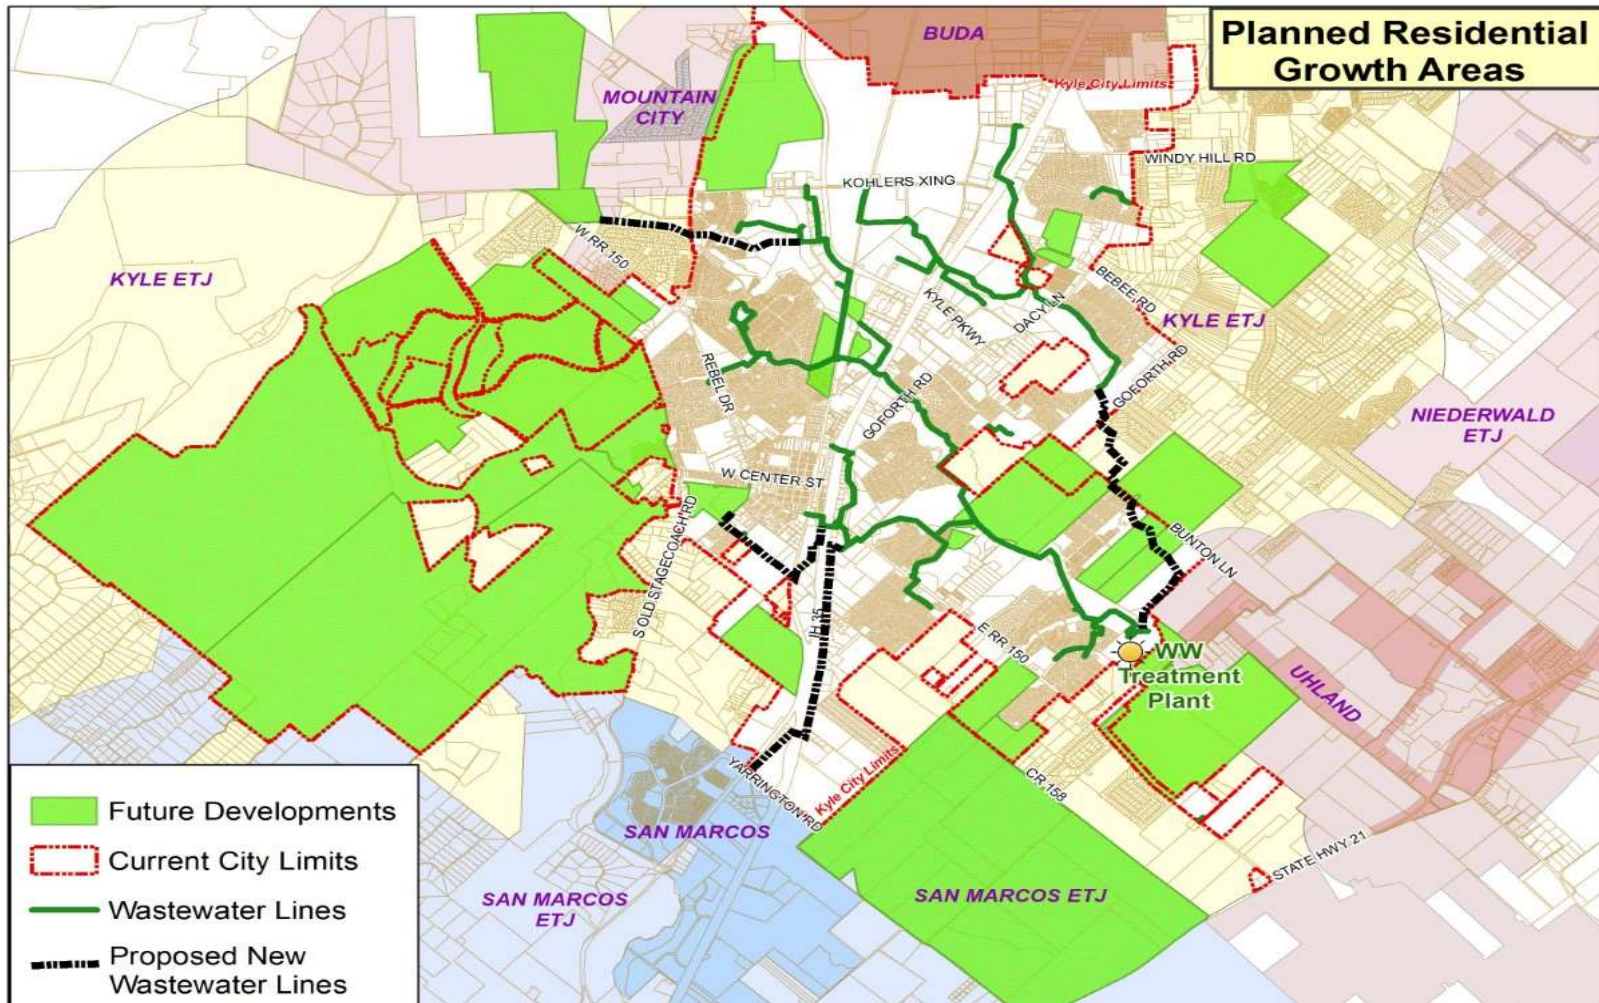 Planned Residential
Growth Areas
BUDA
Kyle City Limits
MOUNTAIN
CITY
WINDY HILL RD
KOHLERS XING
W RR 150
KYLE ETJ
BEBEE RD
KYLE PKWY
DACY LN
KYLE ETJ
REBEL DR
GOFORTH RD
GOFORTH RD
NIEDERWALD
ETJ
W CENTER ST
S OLD STAGECOACH RD
BUNTON LN
IH 35
E RR 150
WW
Treatment
Plant
UHLAND
YARRINGTON RD
Kyle City Limits
CR 158
SAN MARCOS
STATE HWY 21
SAN MARCOS
ETJ
SAN MARCOS ETJ
Future Developments
Current City Limits
Wastewater Lines
Proposed New
Wastewater Lines